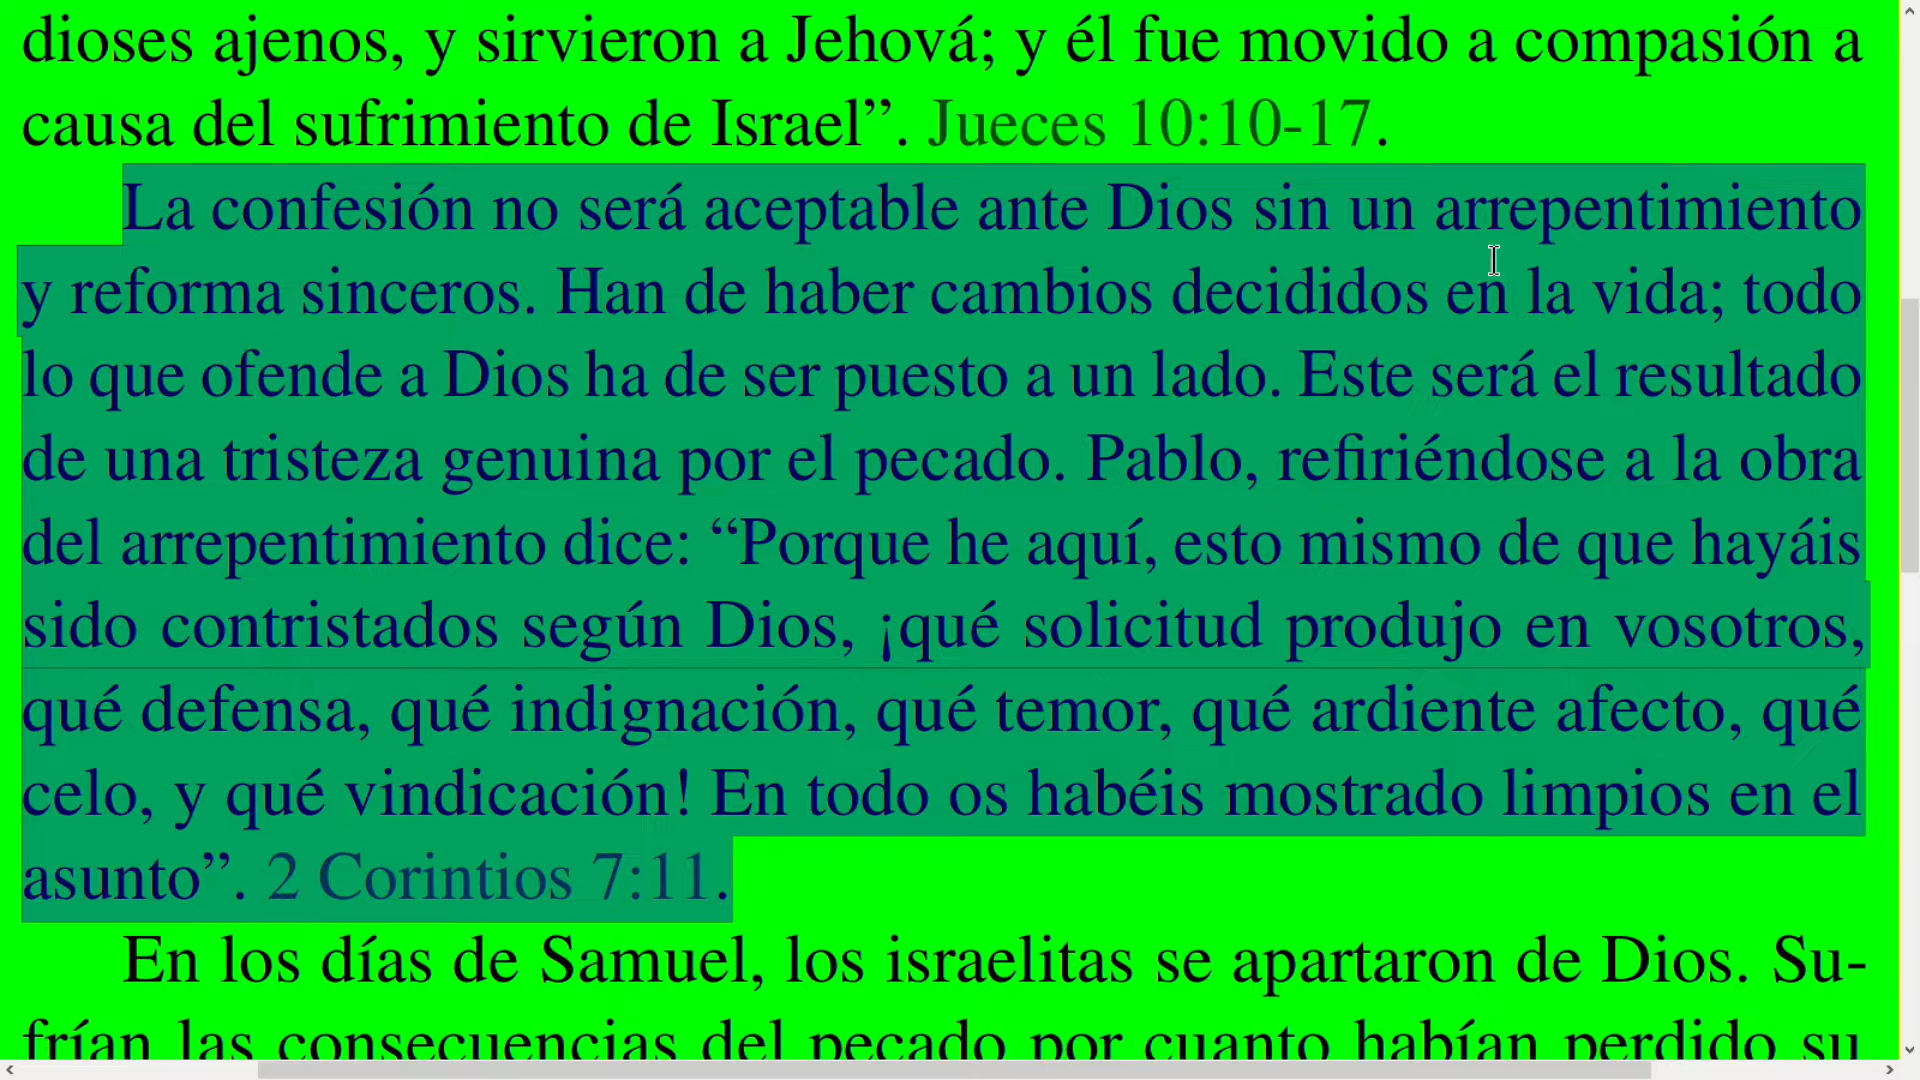 dioses ajenos, y sirvieron a Jehová; y él fue movido a compasión a
causa del sufrimiento de Israel”. Jueces 10:10-17.
La confesión no será aceptable ante Dios sin un arrepentimiento
y reforma sinceros. Han de haber cambios decididos en la vida; todo
lo que ofende a Dios ha de ser puesto a un lado. Este será el resultado
de una tristeza genuina por el pecado. Pablo, refiriéndose a la obra
del arrepentimiento dice: “Porque he aquí, esto mismo de que hayáis
sido contristados según Dios, ¡qué solicitud produjo en vosotros,
qué defensa, qué indignación, qué temor, qué ardiente afecto, qué
celo, y qué vindicación! En todo os habéis mostrado limpios en el
asunto”. 2 Corintios 7:11.
En los días de Samuel, los israelitas se apartaron de Dios. Su-
frían las consecuencias del pecado por cuanto habían perdido su